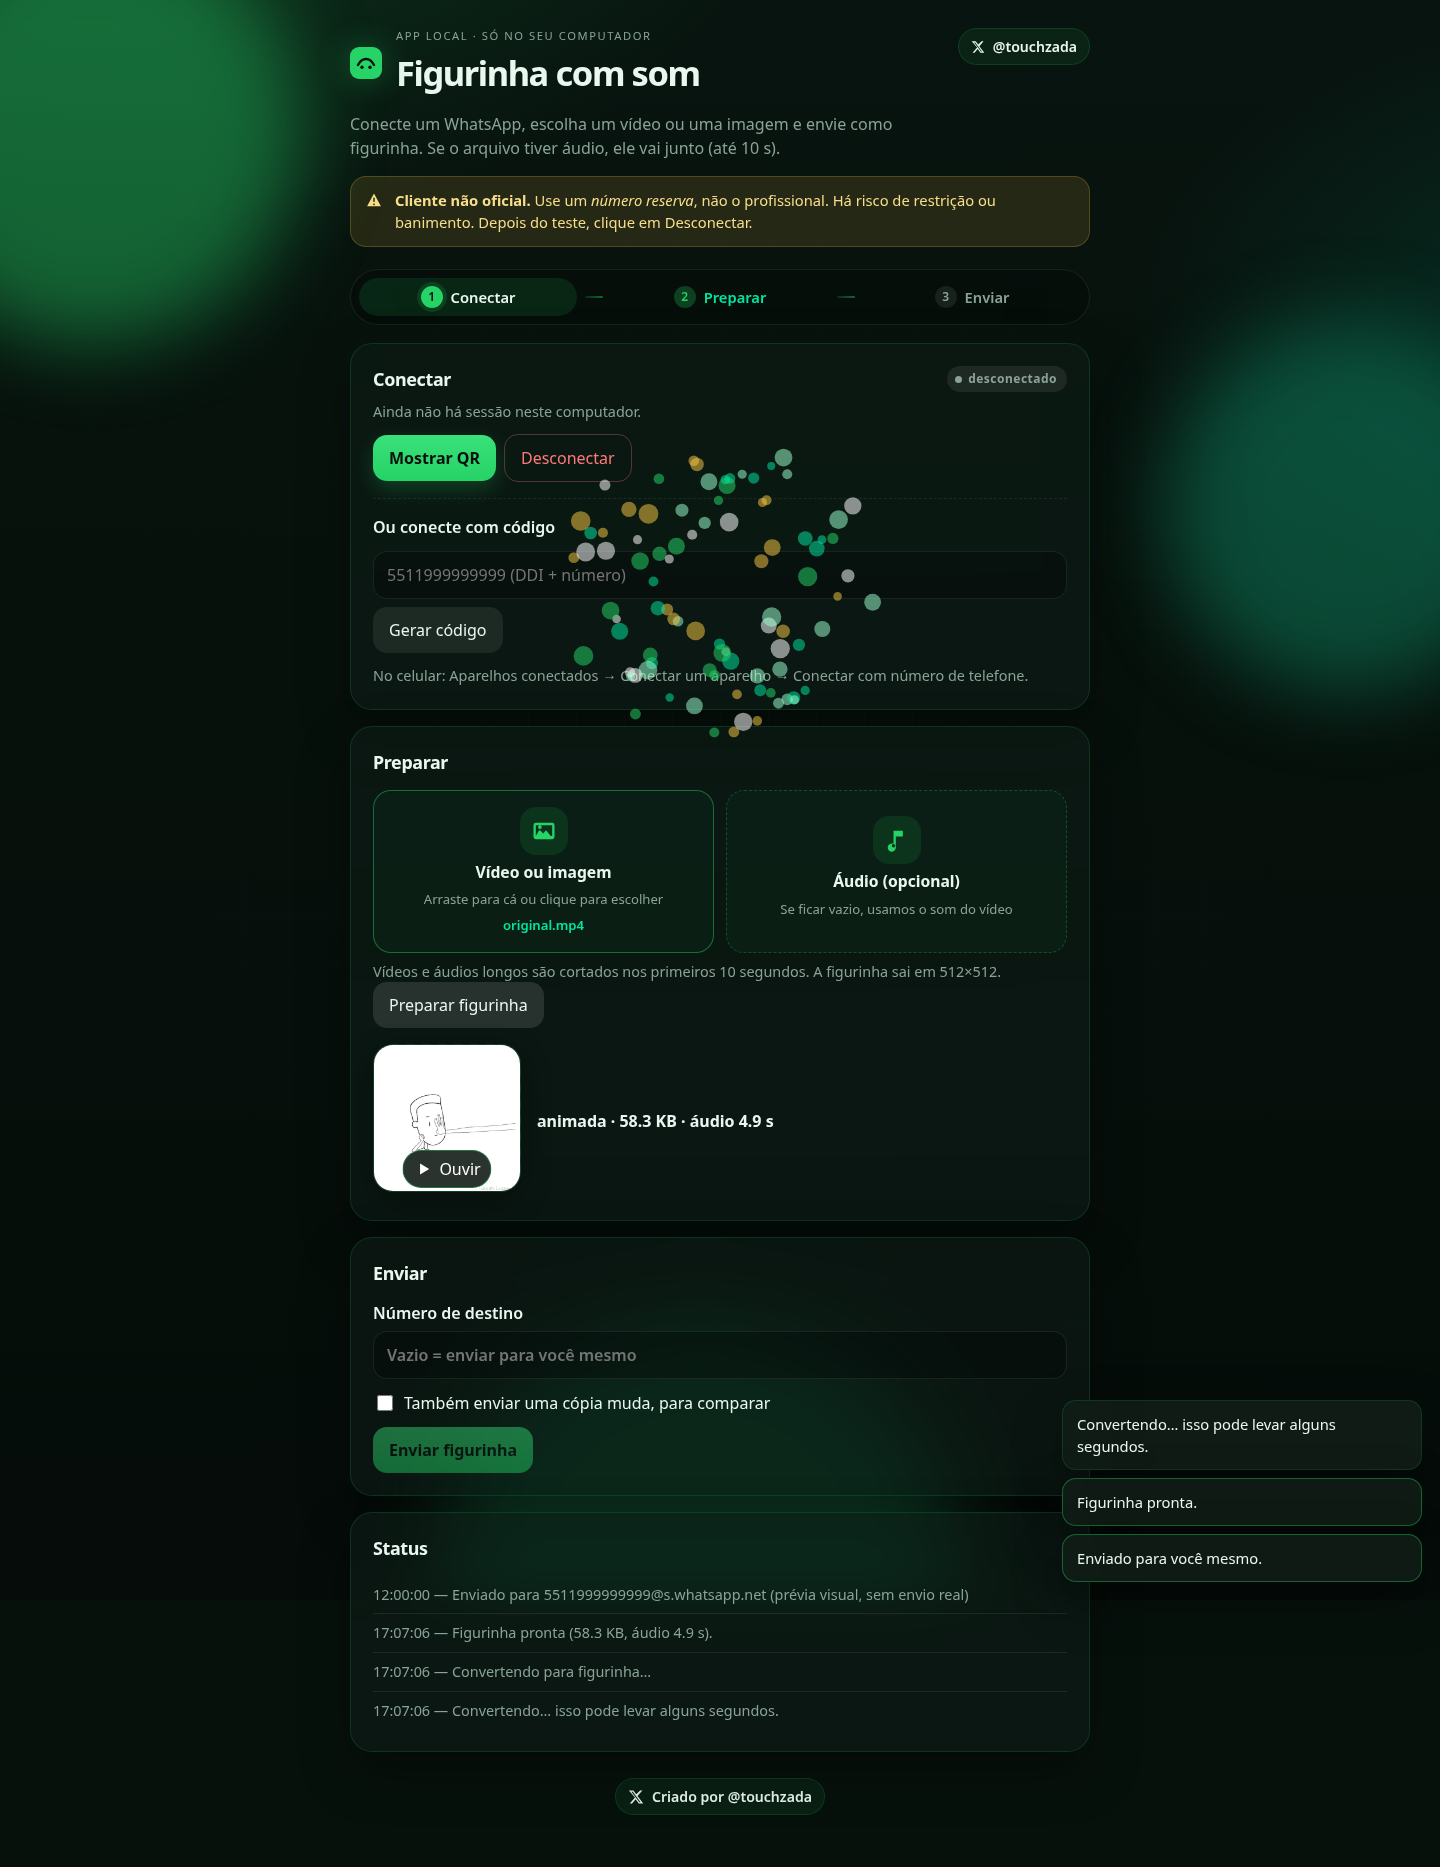 APP LOCAL · SÓ NO SEU COMPUTADOR
Figurinha com som
@touchzada
Conecte um WhatsApp, escolha um vídeo ou uma imagem e envie como
figurinha. Se o arquivo tiver áudio, ele vai junto (até 10 s).
Cliente não oficial. Use um número reserva, não o profissional. Há risco de restrição ou
banimento. Depois do teste, clique em Desconectar.
1 Conectar
2 Preparar
3 Enviar
Conectar
desconectado
Ainda não há sessão neste computador.
Mostrar QR
Desconectar
Ou conecte com código
5511999999999 (DDI + número)
Gerar código
No celular: Aparelhos conectados → Conectar um aparelho → Conectar com número de telefone.
Preparar
Vídeo ou imagem
Arraste para cá ou clique para escolher
original.mp4
Áudio (opcional)
Se ficar vazio, usamos o som do vídeo
Vídeos e áudios longos são cortados nos primeiros 10 segundos. A figurinha sai em 512×512.
Preparar figurinha
Ouvir
animada · 58.3 KB · áudio 4.9 s
Enviar
Número de destino
Vazio = enviar para você mesmo
Também enviar uma cópia muda, para comparar
Enviar figurinha
Convertendo… isso pode levar alguns
segundos.
Figurinha pronta.
Enviado para você mesmo.
Status
12:00:00 — Enviado para 5511999999999@s.whatsapp.net (prévia visual, sem envio real)
17:07:06 — Figurinha pronta (58.3 KB, áudio 4.9 s).
17:07:06 — Convertendo para figurinha…
17:07:06 — Convertendo… isso pode levar alguns segundos.
Criado por @touchzada